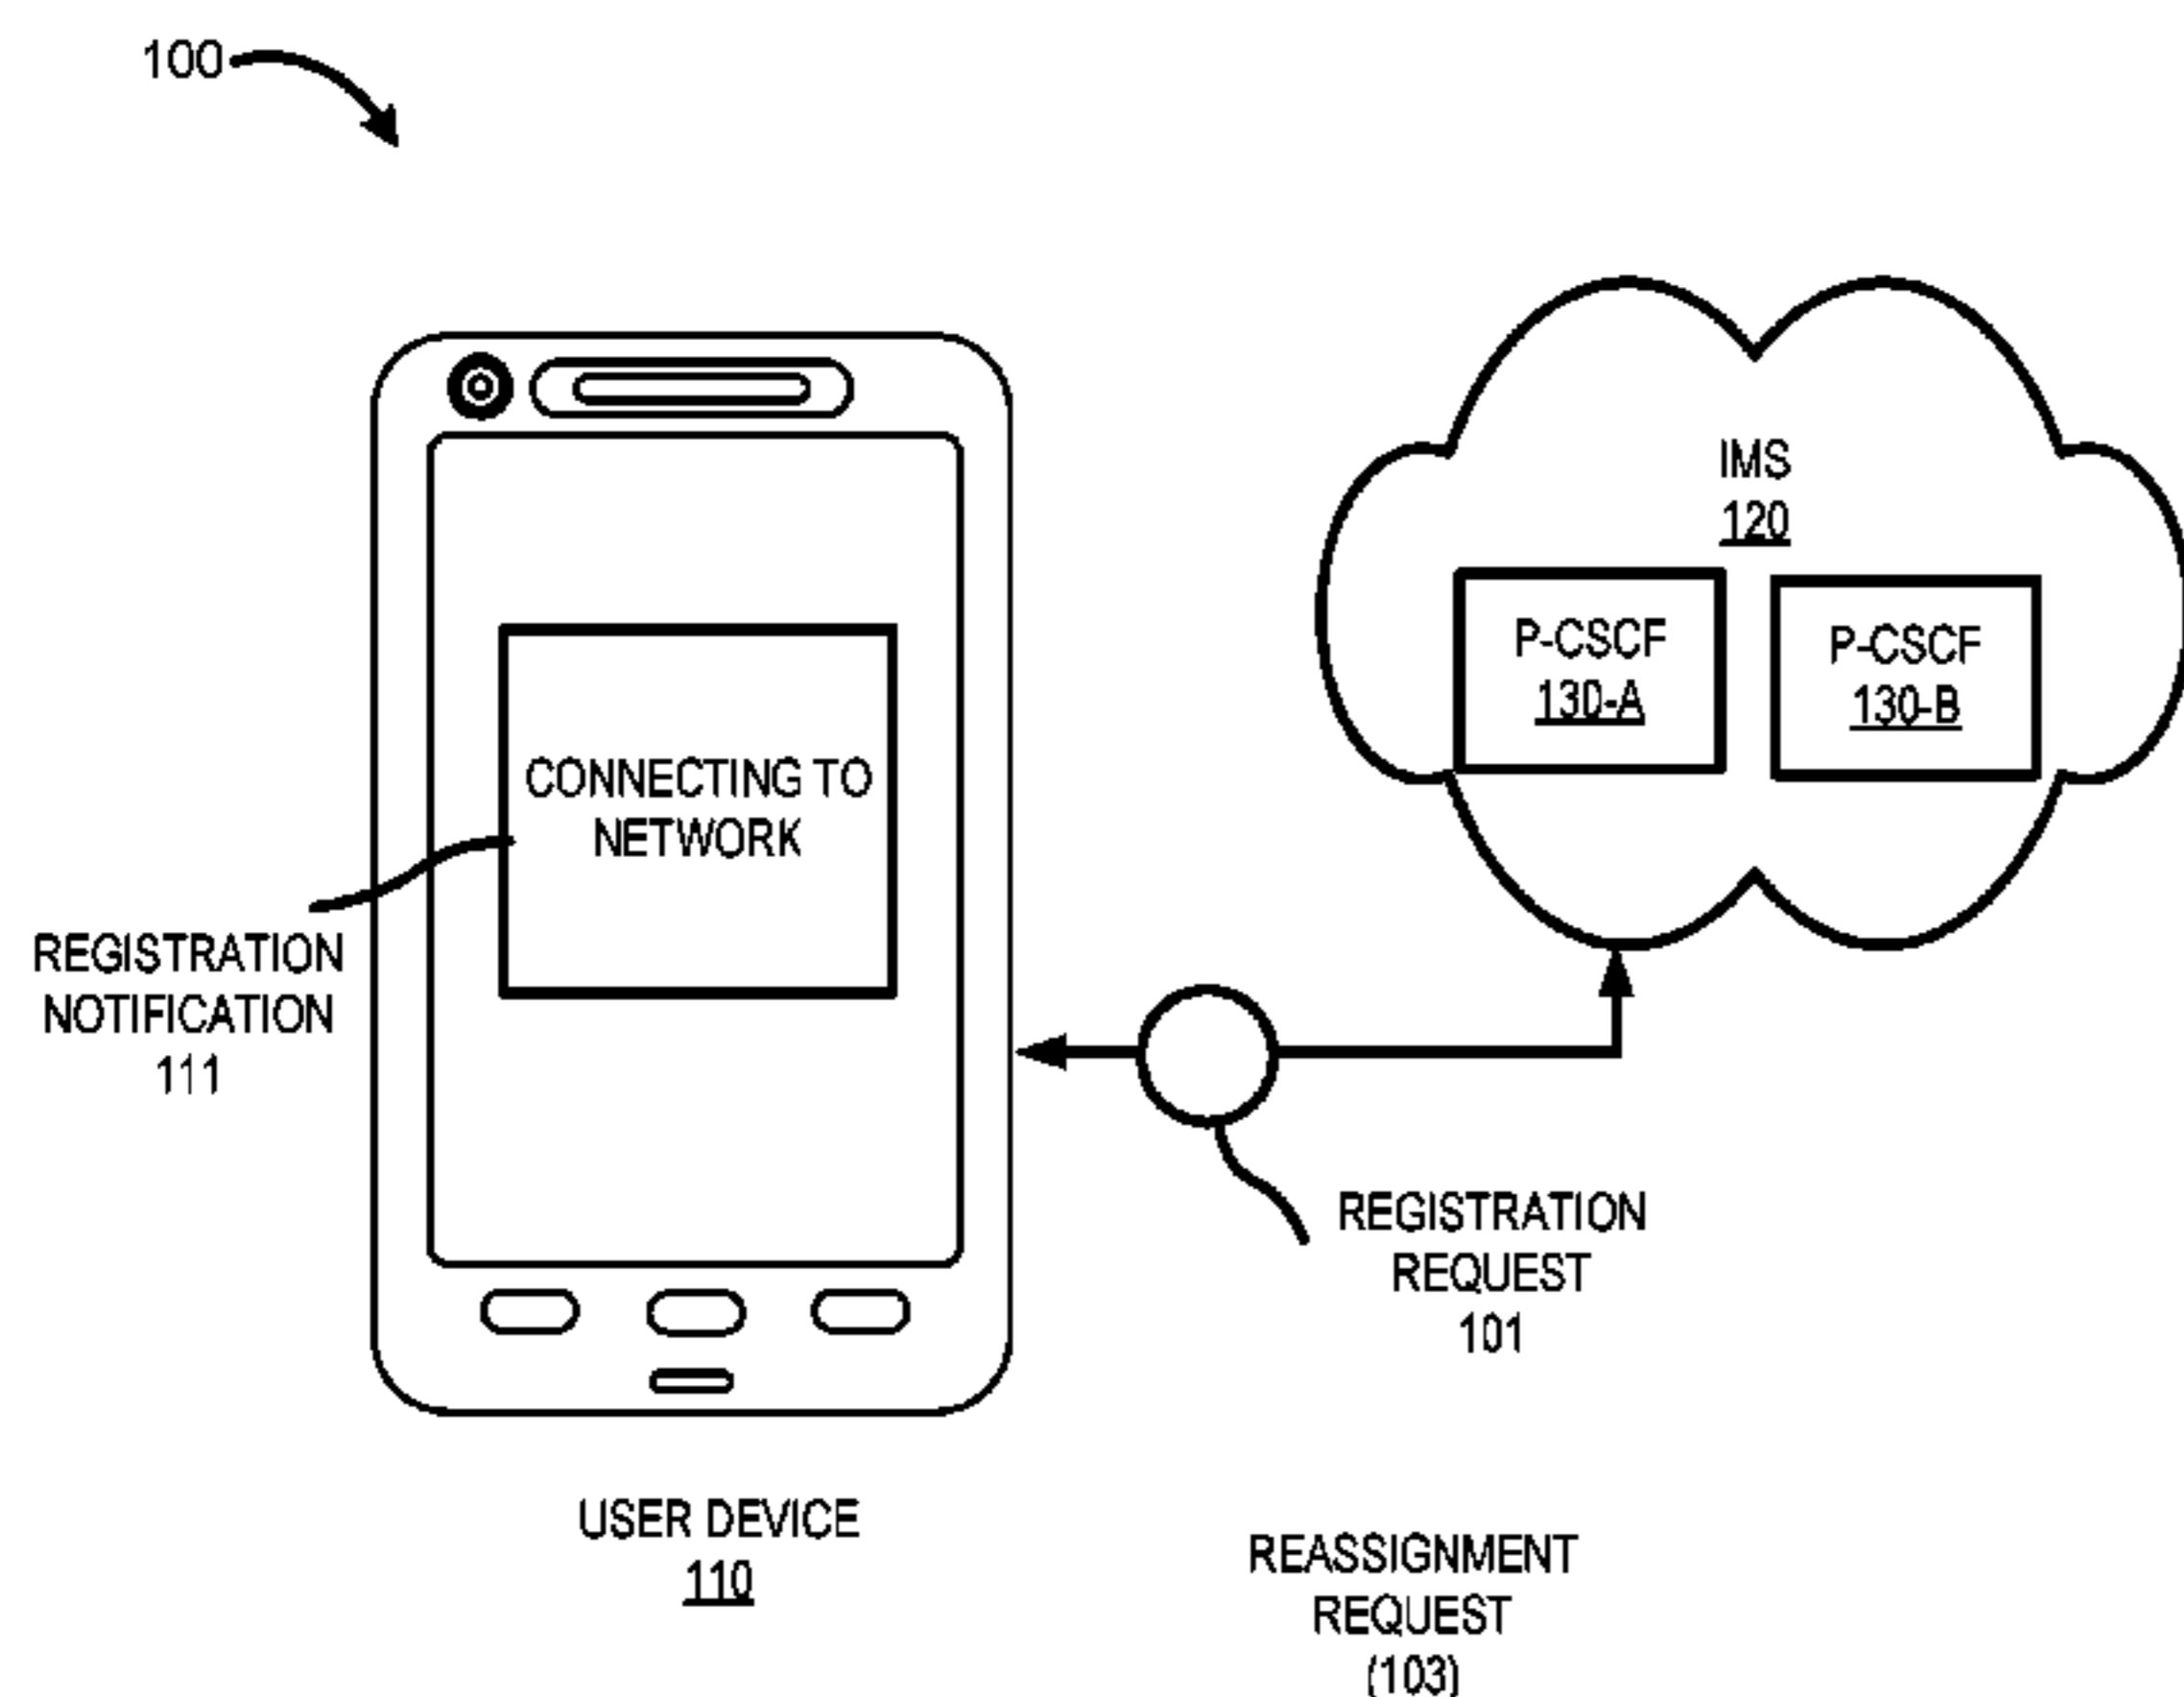 100
IMS
120
P-CSCF
130-A
P-CSCF
130-B
CONNECTING TO
NETWORK
REGISTRATION
NOTIFICATION
111
REGISTRATION
REQUEST
101
USER DEVICE
110
REASSIGNMENT
REQUEST
(103)